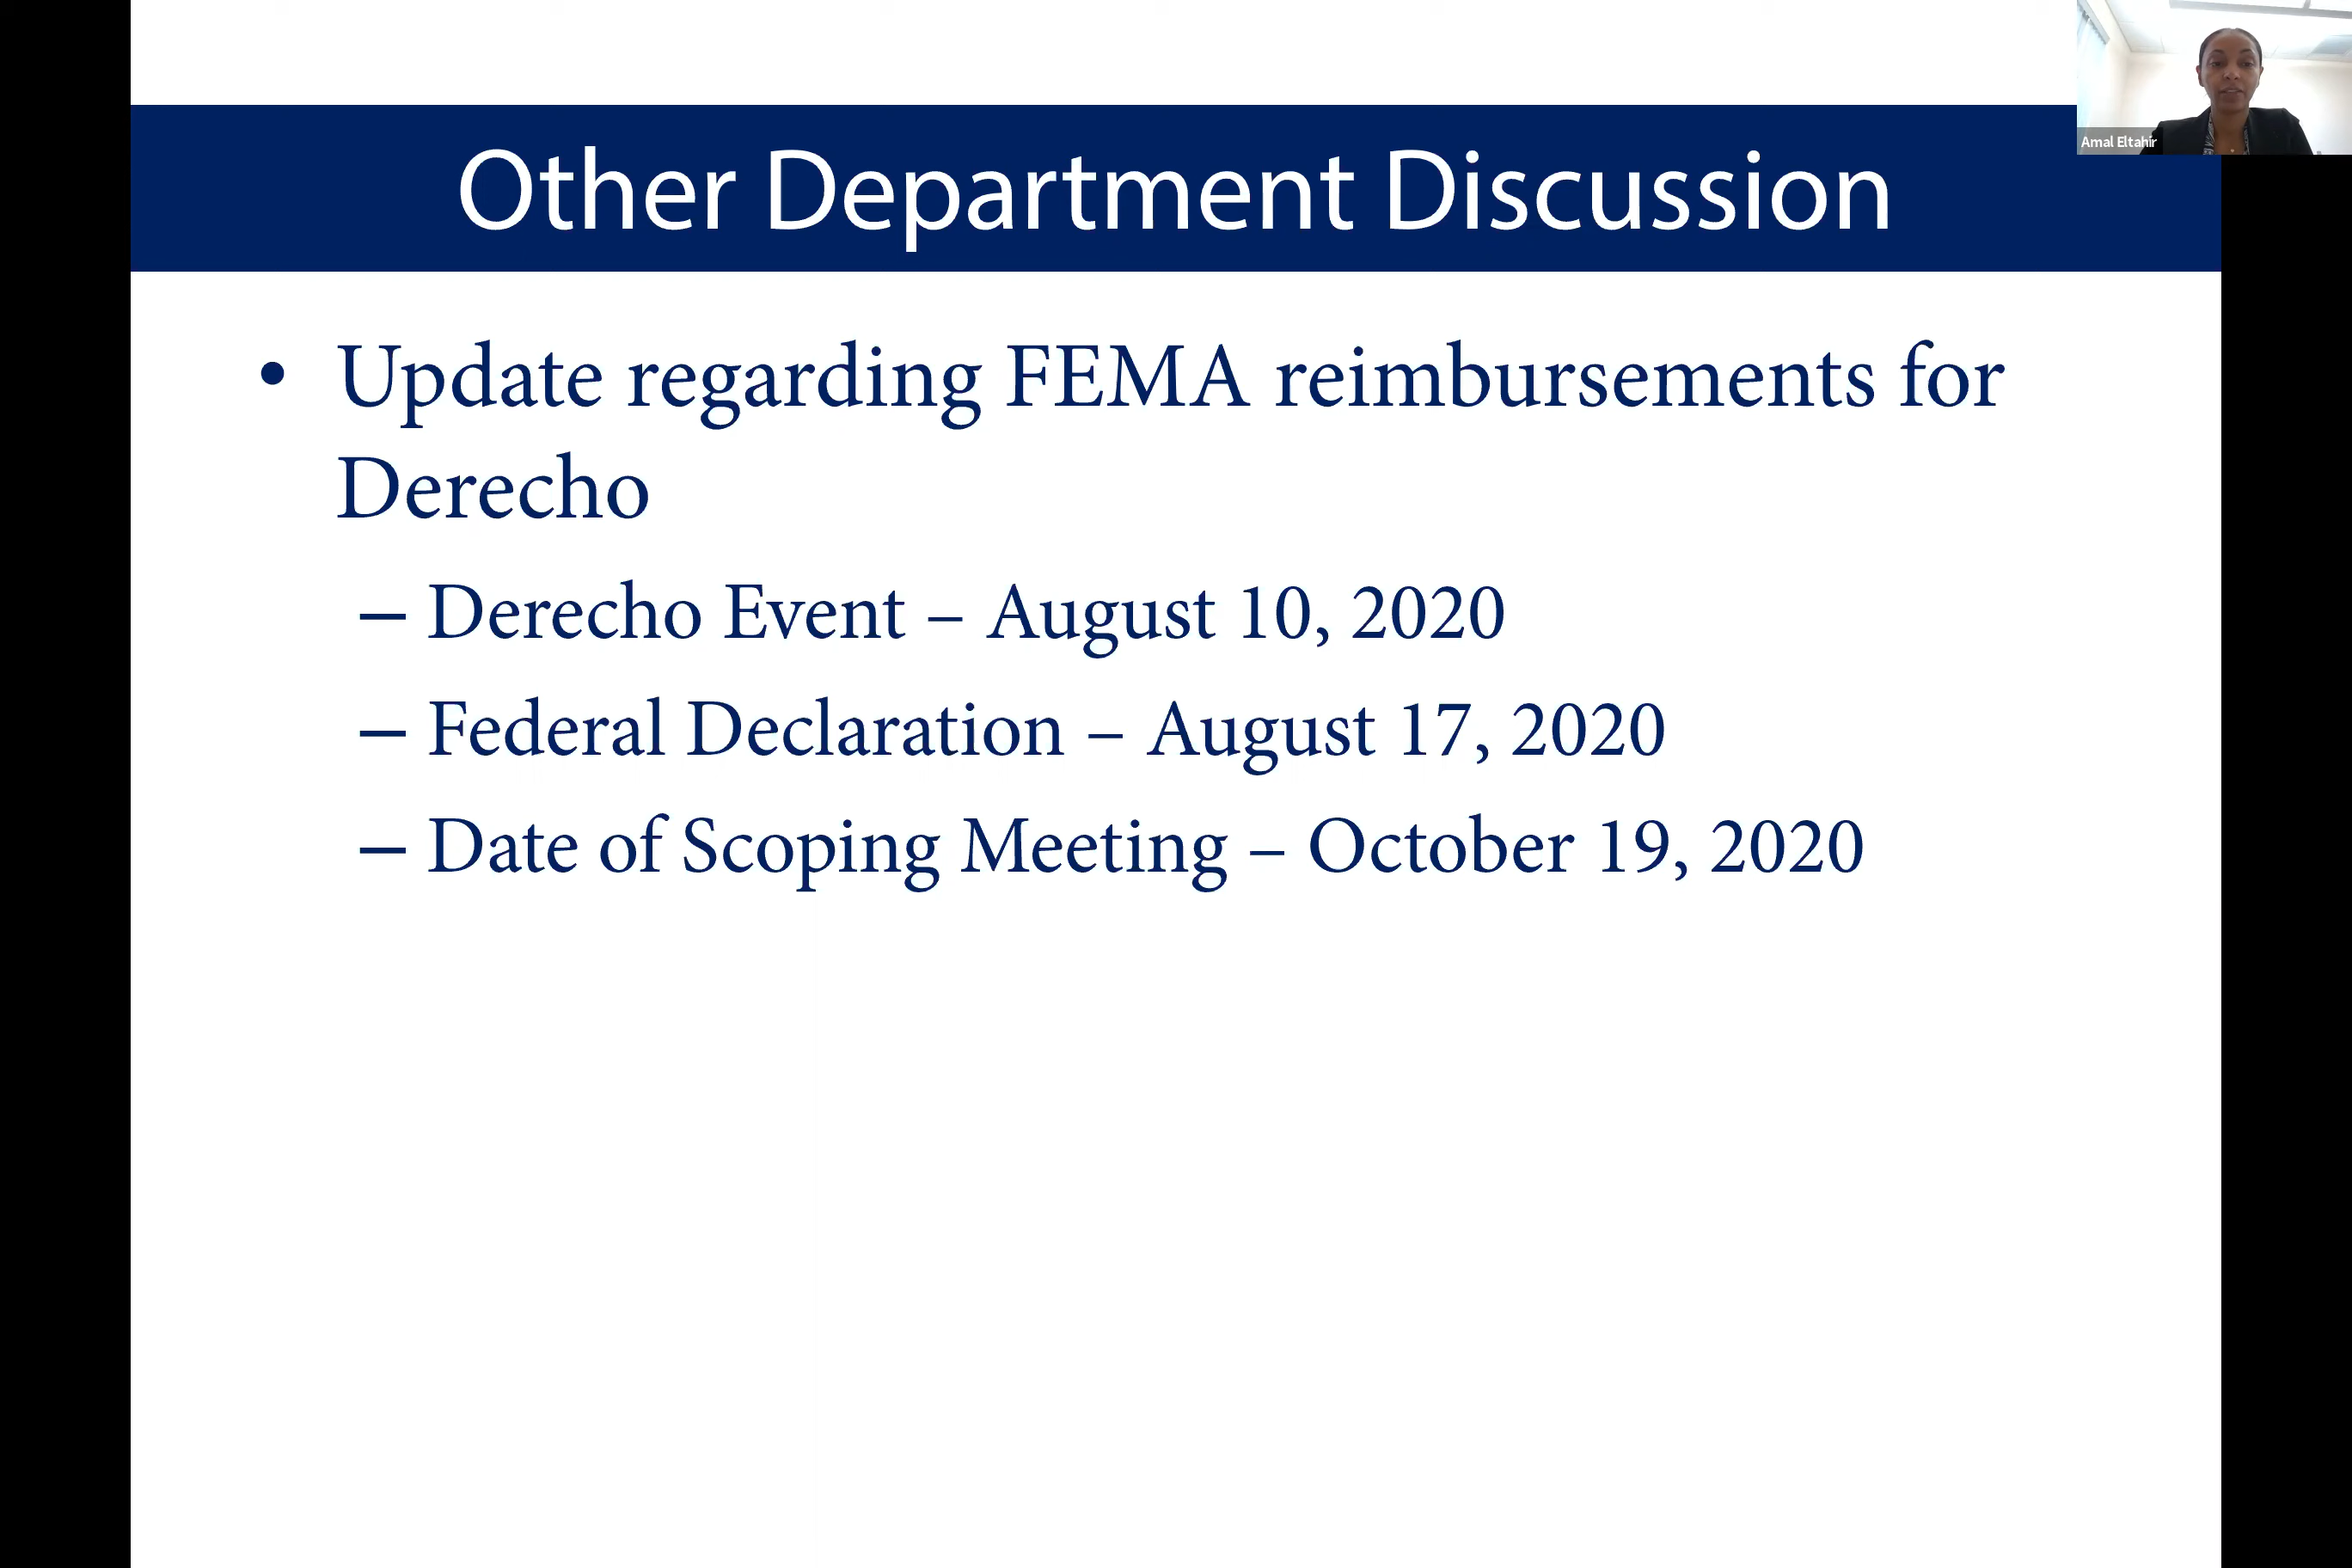 Other Department Discussion
Amal Eltahir
• Update regarding FEMA reimbursements for
Derecho
– Derecho Event – August 10, 2020
– Federal Declaration – August 17, 2020
– Date of Scoping Meeting – October 19, 2020